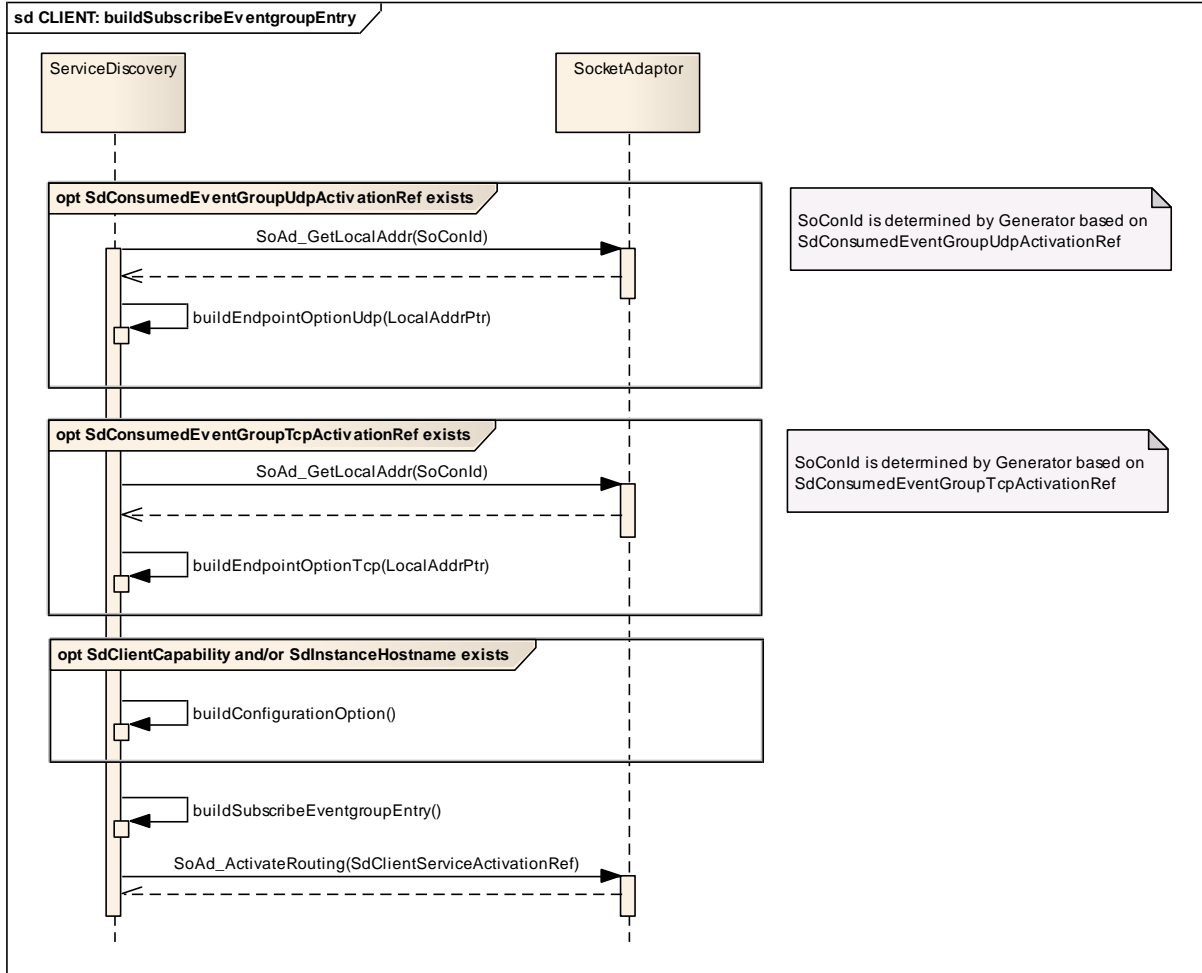 sd CLIENT: buildSubscribeEventgroupEntry
ServiceDiscovery
SocketAdaptor
opt SdConsumedEventGroupUdpActivationRef exists
SoAd_GetLocalAddr(SoConId)
SoConId is determined by Generator based on
SdConsumedEventGroupUdpActivationRef
buildEndpointOptionUdp(LocalAddrPtr)
opt SdConsumedEventGroupTcpActivationRef exists
SoAd_GetLocalAddr(SoConId)
SoConId is determined by Generator based on
SdConsumedEventGroupTcpActivationRef
buildEndpointOptionTcp(LocalAddrPtr)
opt SdClientCapability and/or SdInstanceHostname exists
buildConfigurationOption()
buildSubscribeEventgroupEntry()
SoAd_ActivateRouting(SdClientServiceActivationRef)